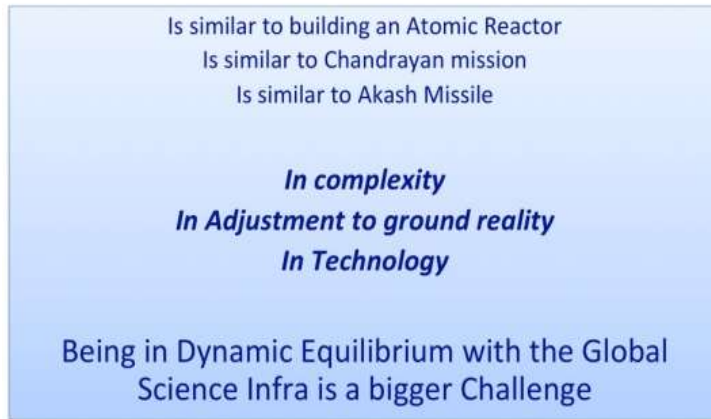 Is similar to building an Atomic Reactor
Is similar to Chandrayan mission
Is similar to Akash Missile
In complexity
In Adjustment to ground reality
In Technology
Being in Dynamic Equilibrium with the Global
Science Infra is a bigger Challenge